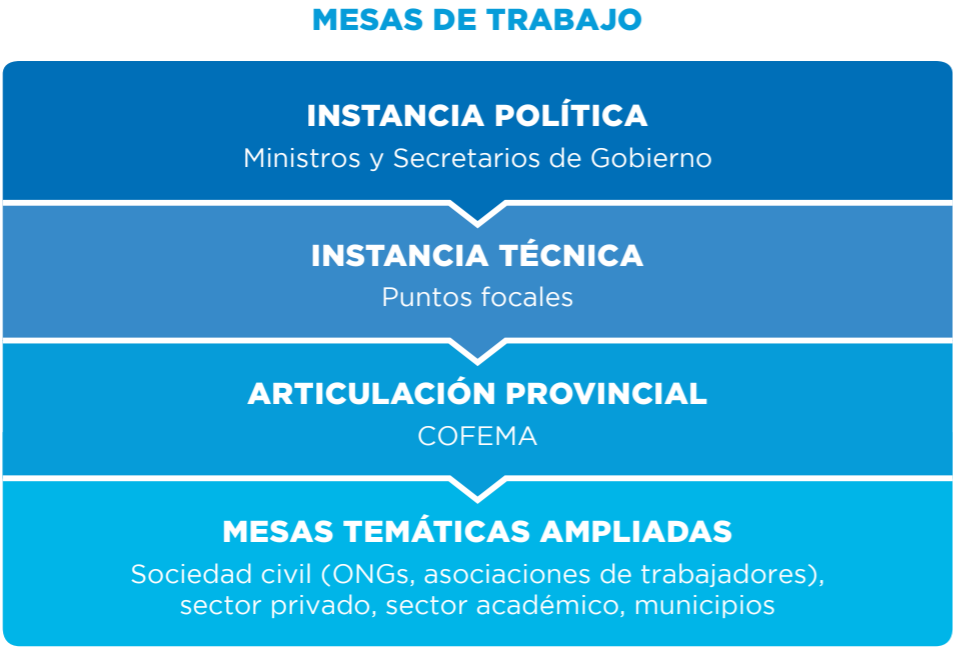 MESAS DE TRABAJO
INSTANCIA POLÍTICA
Ministros y Secretarios de Gobierno
INSTANCIA TÉCNICA
Puntos focales
ARTICULACIÓN PROVINCIAL
COFEMA
MESAS TEMÁTICAS AMPLIADAS
Sociedad civil (ONGs, asociaciones de trabajadores),
sector privado, sector académico, municipios